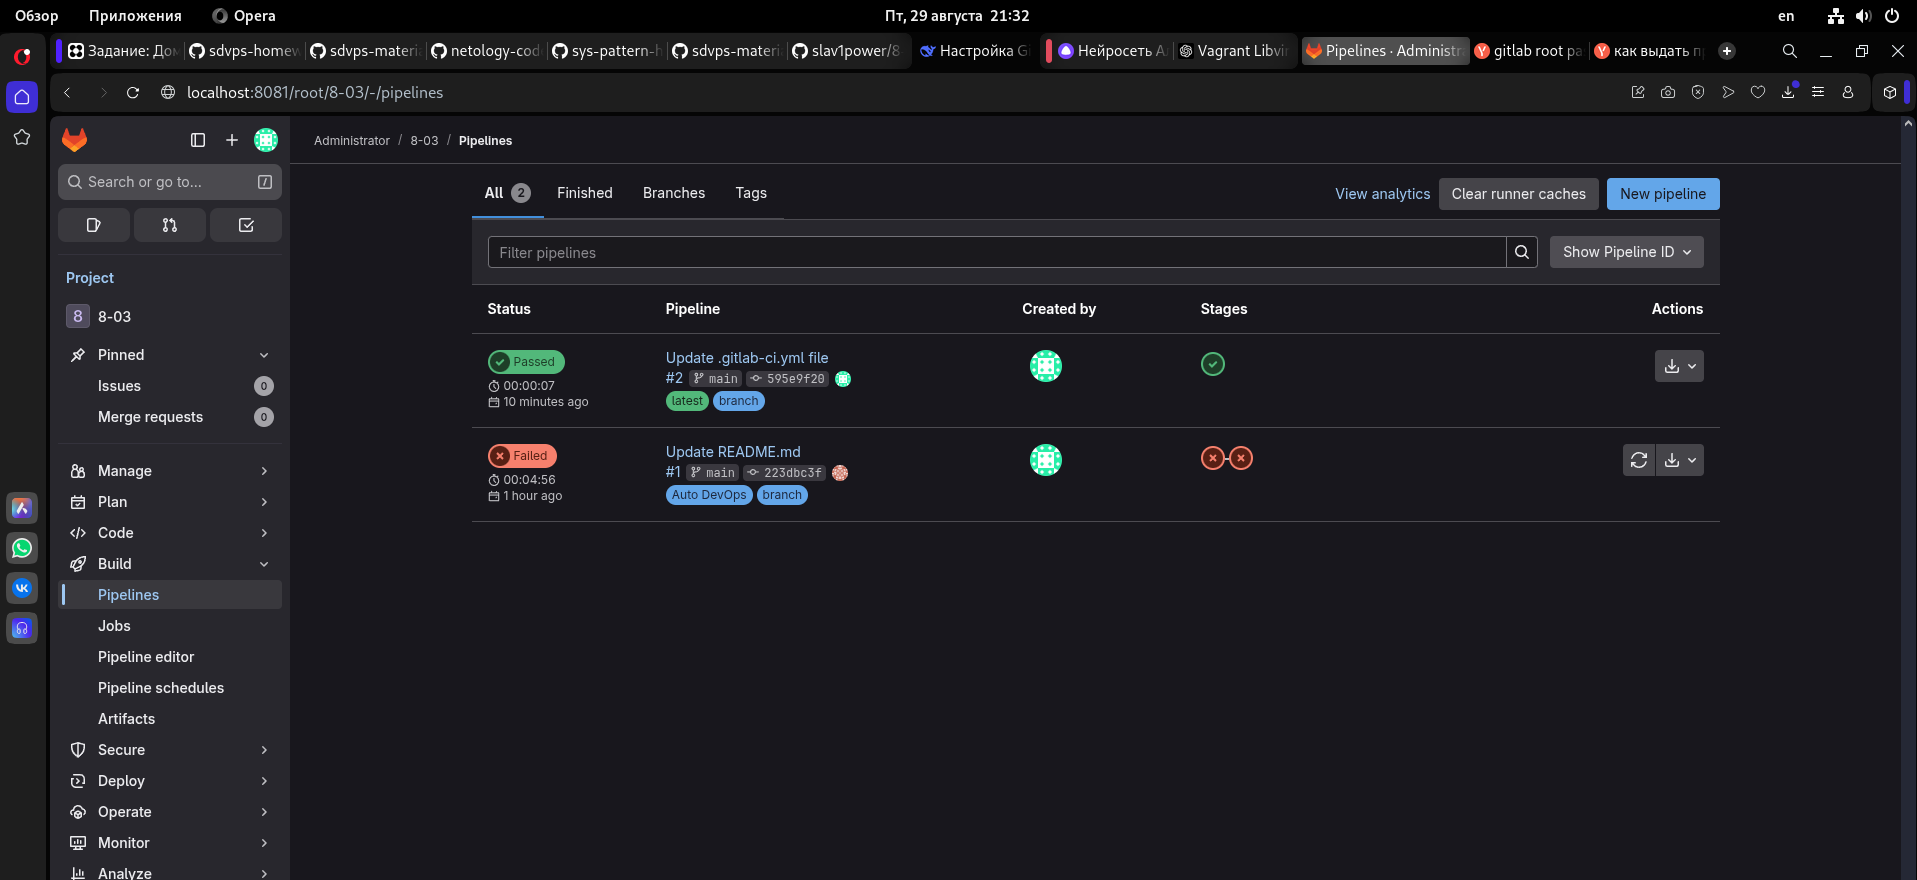 Обзор Приложения Opera Пт, 29 августа 21:32 en
Задание: До sdvps-home sdvps-materi netology-cod sys-pattern-h sdvps-materi slav1power/8 Настройка Gi Нейросеть A Vagrant Libvi Pipelines · Administra gitlab root pa как выдать п
localhost:8081/root/8-03/-/pipelines
Administrator / 8-03 / Pipelines
Search or go to... /
All 2 Finished Branches Tags View analytics Clear runner caches New pipeline
Filter pipelines Show Pipeline ID
Project
8 8-03
Pinned
Issues 0
Merge requests 0
Manage
Plan
Code
Build
Pipelines
Jobs
Pipeline editor
Pipeline schedules
Artifacts
Secure
Deploy
Operate
Monitor
Analyze
Status Pipeline Created by Stages Actions
Passed Update .gitlab-ci.yml file
00:00:07 #2 main 595e9f20
10 minutes ago latest branch
Failed Update README.md
00:04:56 #1 main 223dbc3f
1 hour ago Auto DevOps branch